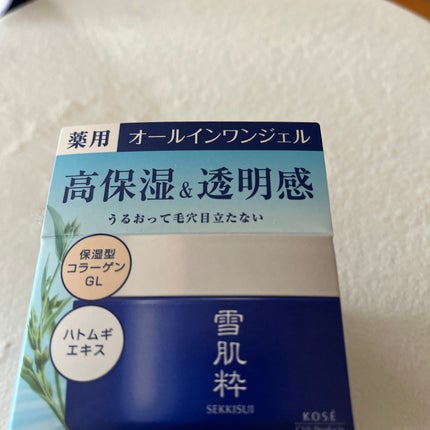 薬用 オールインワンジェル
高保湿&透明感
うるおって毛穴目立たない
保湿型
コラーゲン
GL
ハトムギ
エキス
雪肌粋
SEKKISUI
KOSÉ